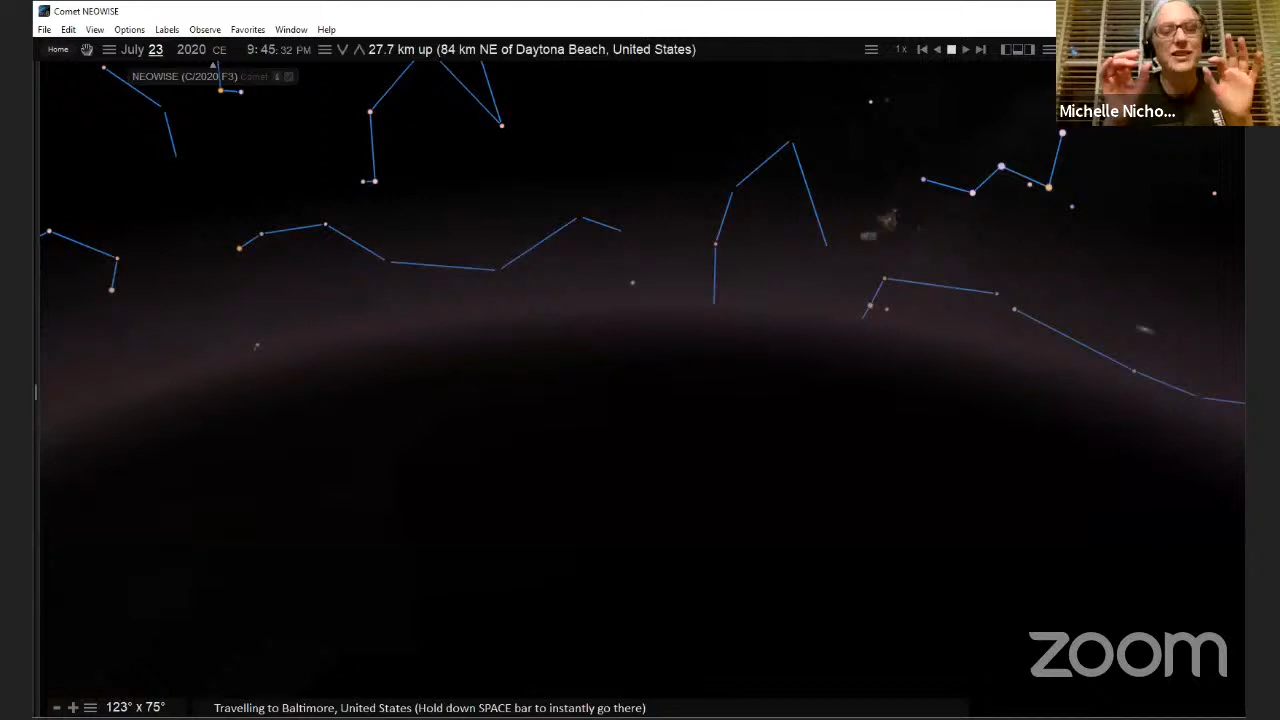 Comet NEOWISE
File Edit View Options Labels Observe Favorites Window Help
Home July 23 2020 CE 9:45:32 PM 27.7 km up (84 km NE of Daytona Beach, United States) 1x
NEOWISE (C/2020 F3) Comet
Michelle Nicho...
zoom
123° x 75° Travelling to Baltimore, United States (Hold down SPACE bar to instantly go there)